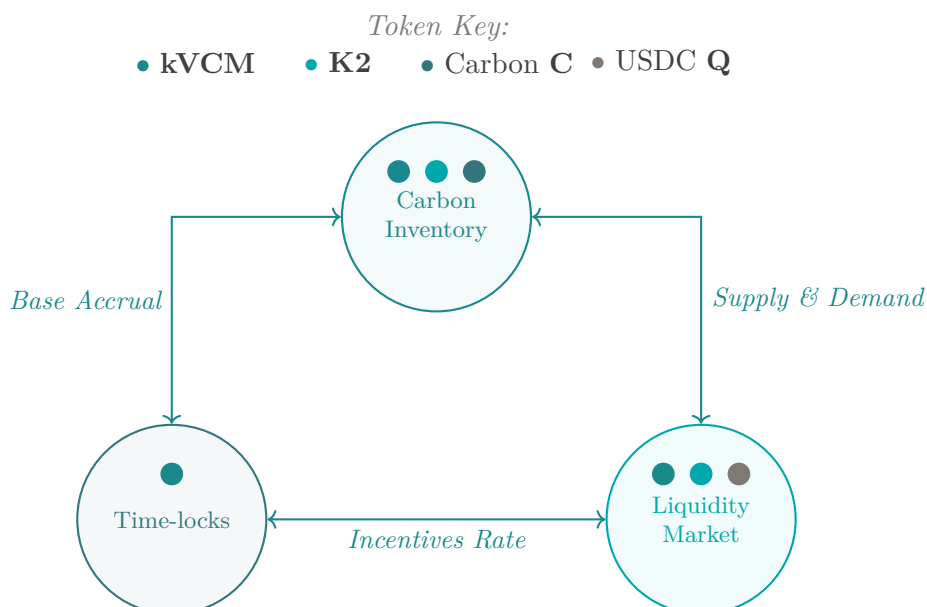 Token Key:
kVCM K2 Carbon C USDC Q
Carbon
Inventory
Base Accrual
Supply & Demand
Time-locks
Liquidity
Market
Incentives Rate